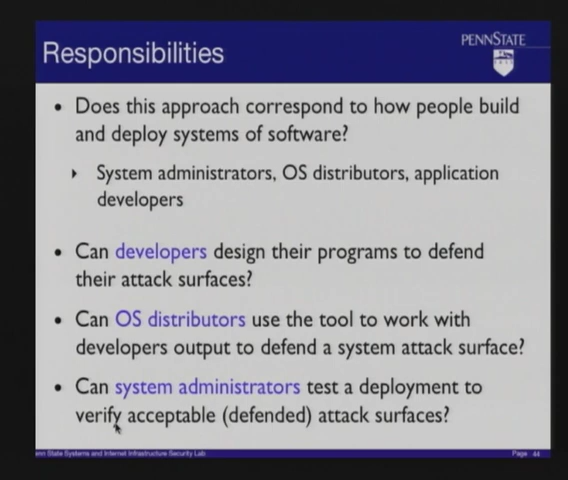 Responsibilities
PENNSTATE
• Does this approach correspond to how people build
and deploy systems of software?
‣ System administrators, OS distributors, application
developers
• Can developers design their programs to defend
their attack surfaces?
• Can OS distributors use the tool to work with
developers output to defend a system attack surface?
• Can system administrators test a deployment to
verify acceptable (defended) attack surfaces?
enn State Systems and Internet Infrastructure Security Lab
Page 44